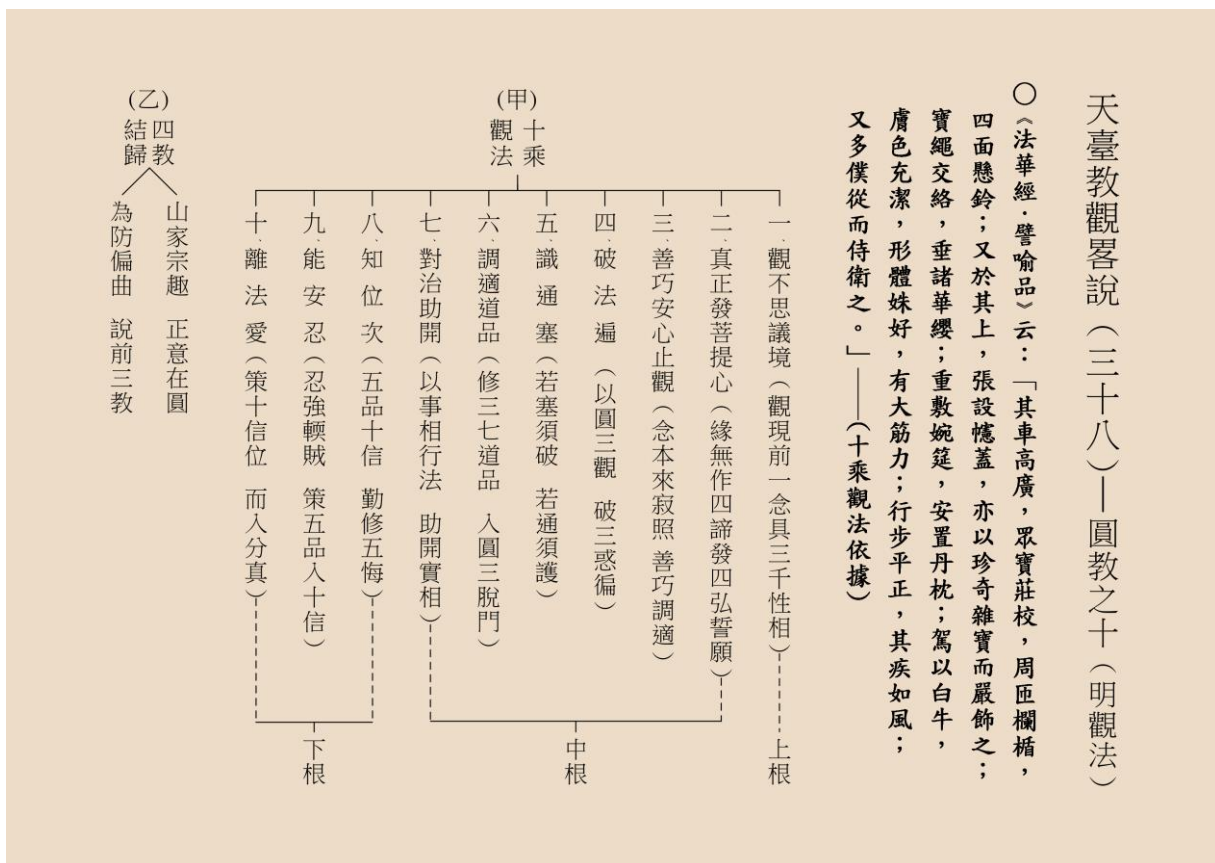 天臺教觀畧說（三十八）—圓教之十（明觀法）
○《法華經．譬喻品》云：「其車高廣，眾寶莊校，周匝欄楯，
四面懸鈴；又於其上，張設幰蓋，亦以珍奇雜寶而嚴飾之；
寶繩交絡，垂諸華纓；重敷婉筵，安置丹枕；駕以白牛，
膚色充潔，形體姝好，有大筋力；行步平正，其疾如風；
又多僕從而侍衛之。」——（十乘觀法依據）
(甲)
十乘
觀法
一、觀不思議境（觀現前一念具三千性相）
上根
二、真正發菩提心（緣無作四諦發四弘誓願）
三、善巧安心止觀（念本來寂照 善巧調適）
四、破法遍（以圓三觀 破三惑徧）
五、識通塞（若塞須破 若通須護）
六、調適道品（修三七道品 入圓三脫門）
七、對治助開（以事相行法 助開實相）
中根
八、知位次（五品十信 勤修五悔）
九、能安忍（忍強輭賊 策五品入十信）
十、離法愛（策十信位 而入分真）
下根
(乙)
四教
結歸
山家宗趣 正意在圓
為防偏曲 說前三教